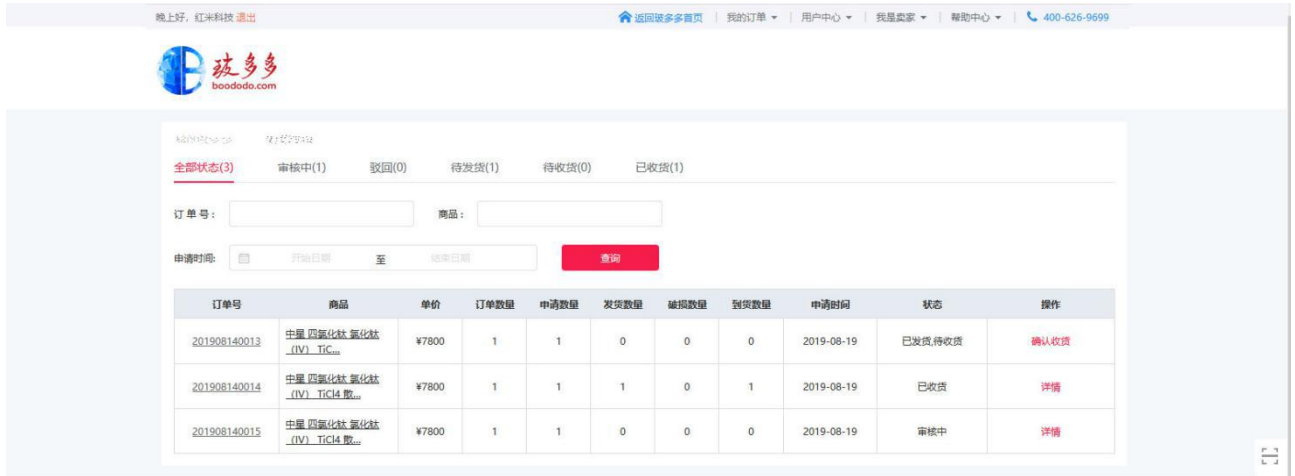 晚上好，红米科技 退出 返回玻多多首页 我的订单 用户中心 我是卖家 帮助中心 400-626-9699
玻多多
boododo.com
全部状态(3) 审核中(1) 驳回(0) 待发货(1) 待收货(0) 已收货(1)
订 单 号： 商品：
申请时间: 开始日期 至 结束日期 查询
订单号 商品 单价 订单数量 申请数量 发货数量 破损数量 到货数量 申请时间 状态 操作
201908140013 中星 四氯化钛 氯化钛 ¥7800 1 1 0 0 0 2019-08-19 已发货,待收货 确认收货
（IV） TiC...
201908140014 中星 四氯化钛 氯化钛 ¥7800 1 1 1 0 1 2019-08-19 已收货 详情
（IV） TiCl4 散...
201908140015 中星 四氯化钛 氯化钛 ¥7800 1 1 0 0 0 2019-08-19 审核中 详情
（IV） TiCl4 散...